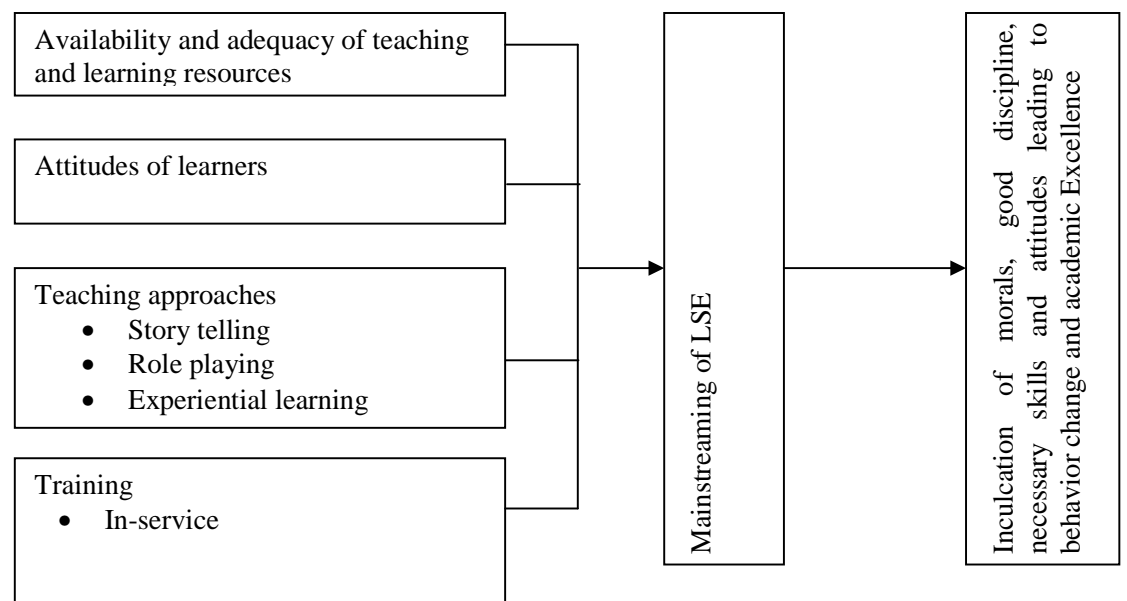 Availability and adequacy of teaching
and learning resources
Attitudes of learners
Teaching approaches
• Story telling
• Role playing
• Experiential learning
Training
• In-service
Mainstreaming of LSE
Inculcation of morals, good discipline,
necessary skills and attitudes leading to
behavior change and academic Excellence